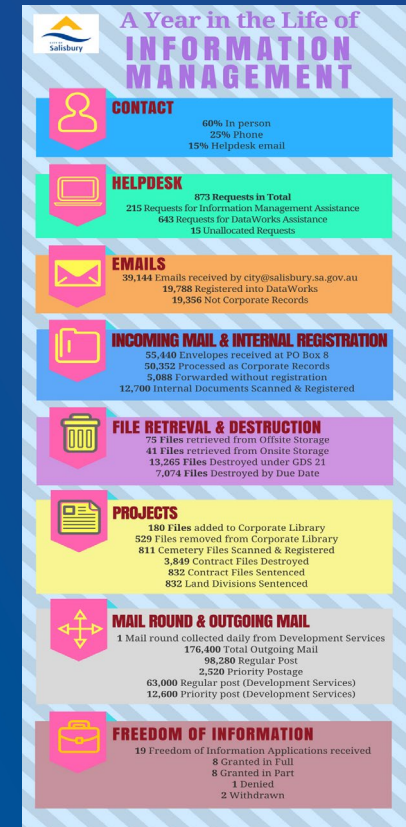 CITY OF
Salisbury
A Year in the Life of
INFORMATION
MANAGEMENT
CONTACT
60% In person
25% Phone
15% Helpdesk email
HELPDESK
873 Requests in Total
215 Requests for Information Management Assistance
643 Requests for DataWorks Assistance
15 Unallocated Requests
EMAILS
39,144 Emails received by city@salisbury.sa.gov.au
19,788 Registered into DataWorks
19,356 Not Corporate Records
INCOMING MAIL & INTERNAL REGISTRATION
55,440 Envelopes received at PO Box 8
50,352 Processed as Corporate Records
5,088 Forwarded without registration
12,700 Internal Documents Scanned & Registered
FILE RETREVAL & DESTRUCTION
75 Files retrieved from Offsite Storage
41 Files retrieved from Onsite Storage
13,265 Files Destroyed under GDS 21
7,074 Files Destroyed by Due Date
PROJECTS
180 Files added to Corporate Library
529 Files removed from Corporate Library
811 Cemetery Files Scanned & Registered
3,849 Contract Files Destroyed
832 Contract Files Sentenced
832 Land Divisions Sentenced
MAIL ROUND & OUTGOING MAIL
1 Mail round collected daily from Development Services
176,400 Total Outgoing Mail
98,280 Regular Post
2,520 Priority Postage
63,000 Regular post (Development Services)
12,600 Priority post (Development Services)
FREEDOM OF INFORMATION
19 Freedom of Information Applications received
8 Granted in Full
8 Granted in Part
1 Denied
2 Withdrawn